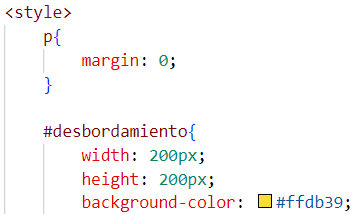 <style>
p{
margin: 0;
}
#desbordamiento{
width: 200px;
height: 200px;
background-color: #ffdb39;